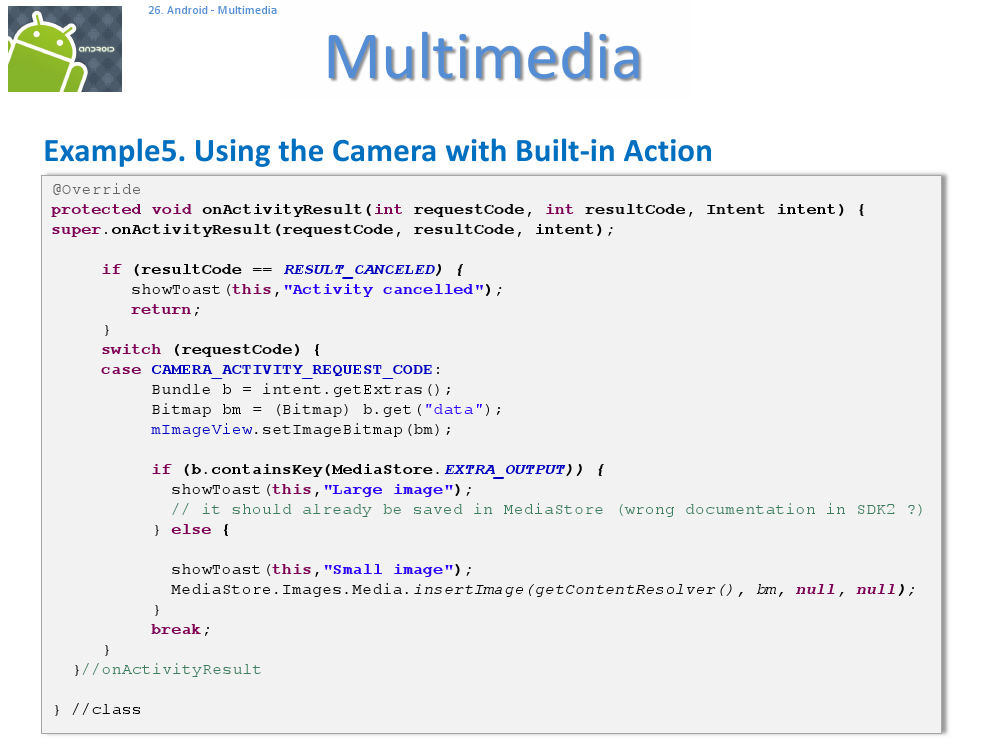 26. Android - Multimedia
ANDROID
Multimedia
Example5. Using the Camera with Built-in Action
@Override
protected void onActivityResult(int requestCode, int resultCode, Intent intent) {
super.onActivityResult(requestCode, resultCode, intent);
if (resultCode == RESULT_CANCELED) {
showToast(this,"Activity cancelled");
return;
}
switch (requestCode) {
case CAMERA_ACTIVITY_REQUEST_CODE:
Bundle b = intent.getExtras();
Bitmap bm = (Bitmap) b.get("data");
mImageView.setImageBitmap(bm);
if (b.containsKey(MediaStore.EXTRA_OUTPUT)) {
showToast(this,"Large image");
// it should already be saved in MediaStore (wrong documentation in SDK2 ?)
} else {
showToast(this,"Small image");
MediaStore.Images.Media.insertImage(getContentResolver(), bm, null, null);
}
break;
}
}//onActivityResult
} //class